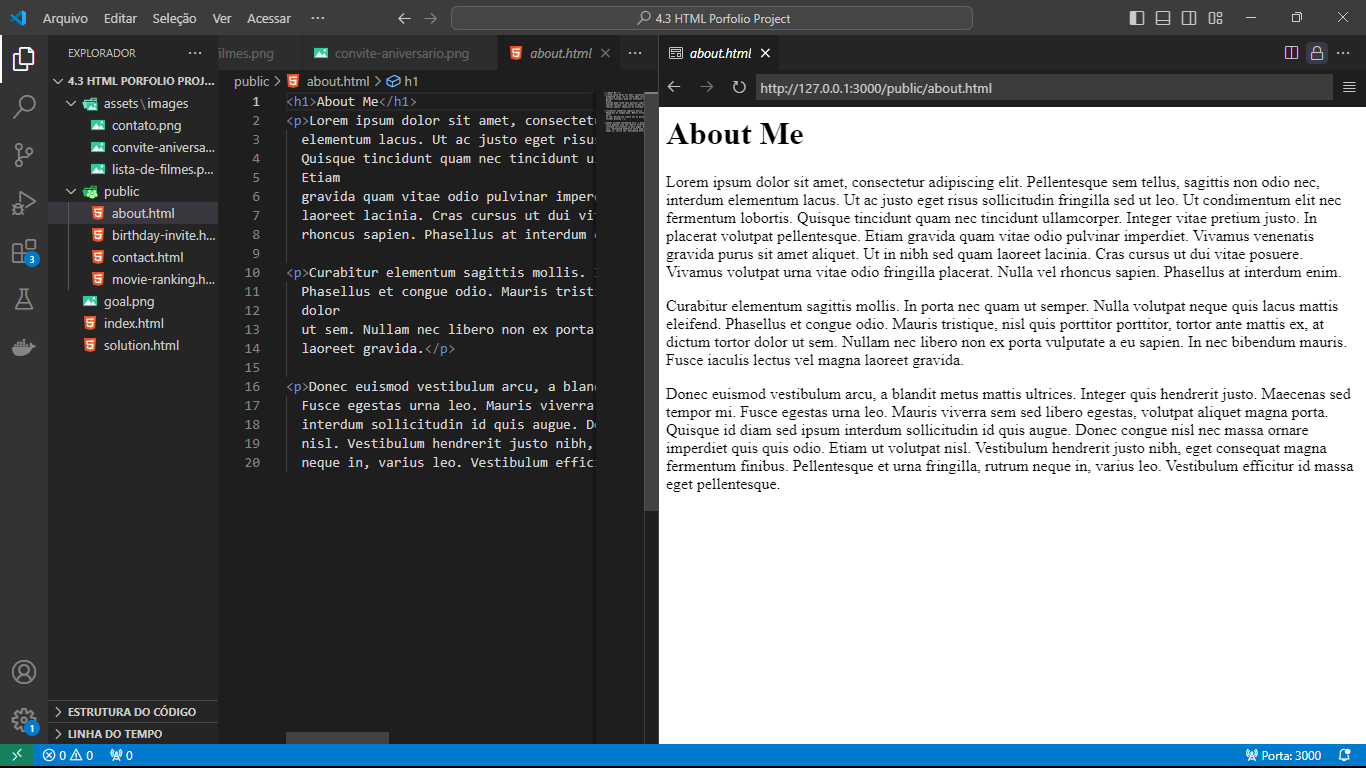 Arquivo Editar Seleção Ver Acessar ···
4.3 HTML Porfolio Project
EXPLORADOR ···
4.3 HTML PORFOLIO PROJ...
assets\images
contato.png
convite-aniversa...
lista-de-filmes.p...
public
about.html
birthday-invite.h...
contact.html
movie-ranking.h...
goal.png
index.html
solution.html
ESTRUTURA DO CÓDIGO
LINHA DO TEMPO
3
1
filmes.png convite-aniversario.png about.html ···
public > about.html > h1
1 <h1>About Me</h1>
2 <p>Lorem ipsum dolor sit amet, consectetu
3 elementum lacus. Ut ac justo eget risus
4 Quisque tincidunt quam nec tincidunt u
5 Etiam
6 gravida quam vitae odio pulvinar imper
7 laoreet lacinia. Cras cursus ut dui vi
8 rhoncus sapien. Phasellus at interdum
9
10 <p>Curabitur elementum sagittis mollis.
11 Phasellus et congue odio. Mauris tristi
12 dolor
13 ut sem. Nullam nec libero non ex porta
14 laoreet gravida.</p>
15
16 <p>Donec euismod vestibulum arcu, a bland
17 Fusce egestas urna leo. Mauris viverra
18 interdum sollicitudin id quis augue. Do
19 nisl. Vestibulum hendrerit justo nibh,
20 neque in, varius leo. Vestibulum effici
about.html
···
http://127.0.0.1:3000/public/about.html
About Me
Lorem ipsum dolor sit amet, consectetur adipiscing elit. Pellentesque sem tellus, sagittis non odio nec,
interdum elementum lacus. Ut ac justo eget risus sollicitudin fringilla sed ut leo. Ut condimentum elit nec
fermentum lobortis. Quisque tincidunt quam nec tincidunt ullamcorper. Integer vitae pretium justo. In
placerat volutpat pellentesque. Etiam gravida quam vitae odio pulvinar imperdiet. Vivamus venenatis
gravida purus sit amet aliquet. Ut in nibh sed quam laoreet lacinia. Cras cursus ut dui vitae posuere.
Vivamus volutpat urna vitae odio fringilla placerat. Nulla vel rhoncus sapien. Phasellus at interdum enim.
Curabitur elementum sagittis mollis. In porta nec quam ut semper. Nulla volutpat neque quis lacus mattis
eleifend. Phasellus et congue odio. Mauris tristique, nisl quis porttitor porttitor, tortor ante mattis ex, at
dictum tortor dolor ut sem. Nullam nec libero non ex porta vulputate a eu sapien. In nec bibendum mauris.
Fusce iaculis lectus vel magna laoreet gravida.
Donec euismod vestibulum arcu, a blandit metus mattis ultrices. Integer quis hendrerit justo. Maecenas sed
tempor mi. Fusce egestas urna leo. Mauris viverra sem sed libero egestas, volutpat aliquet magna porta.
Quisque id diam sed ipsum interdum sollicitudin id quis augue. Donec congue nisl nec massa ornare
imperdiet quis quis odio. Etiam ut volutpat nisl. Vestibulum hendrerit justo nibh, eget consequat magna
fermentum finibus. Pellentesque et urna fringilla, rutrum neque in, varius leo. Vestibulum efficitur id massa
eget pellentesque.
0 0 0
Porta: 3000